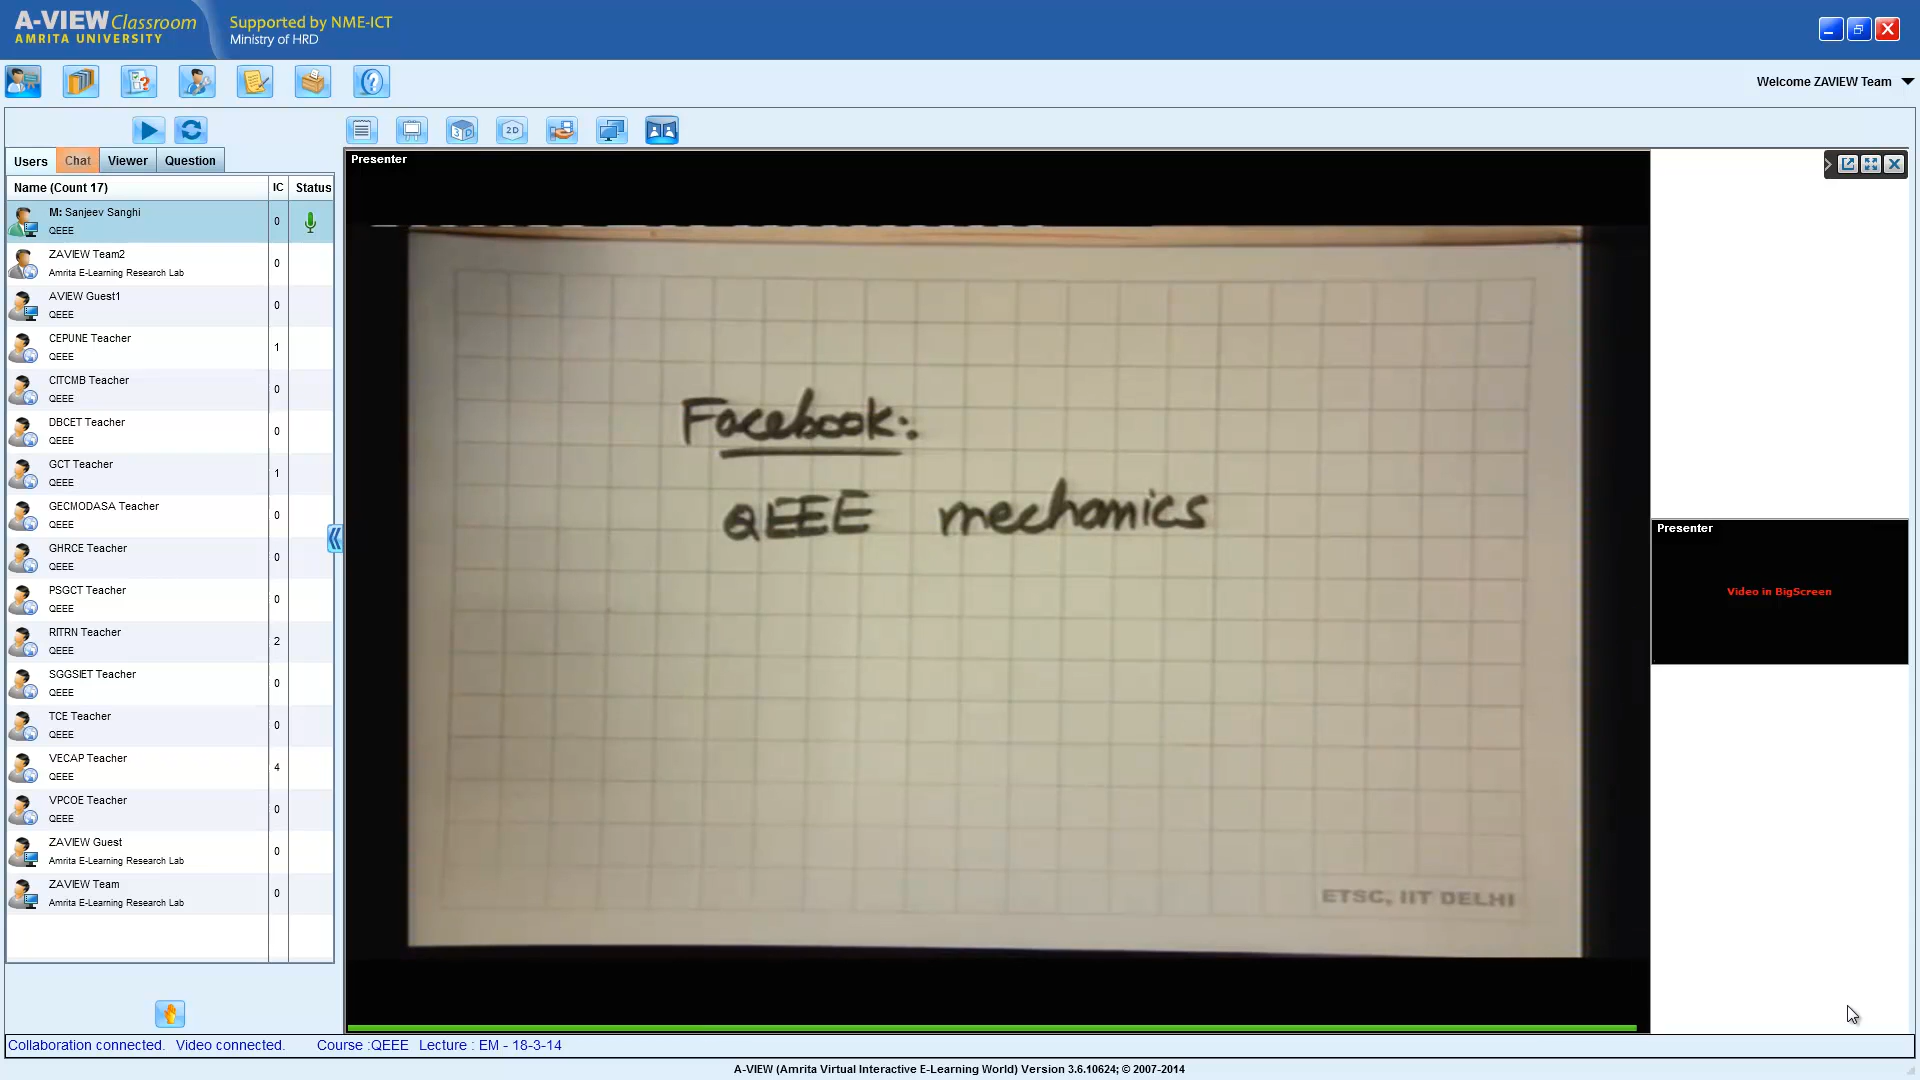 A-VIEW Classroom
AMRITA UNIVERSITY
Supported by NME-ICT
Ministry of HRD
Welcome ZAVIEW Team
3D
2D
Users
Chat
Viewer
Question
Name (Count 17)
IC
Status
M: Sanjeev Sanghi
QEEE
0
ZAVIEW Team2
Amrita E-Learning Research Lab
0
AVIEW Guest1
QEEE
0
CEPUNE Teacher
QEEE
1
CITCMB Teacher
QEEE
0
DBCET Teacher
QEEE
0
GCT Teacher
QEEE
1
GECMODASA Teacher
QEEE
0
GHRCE Teacher
QEEE
0
PSGCT Teacher
QEEE
0
RITRN Teacher
QEEE
2
SGGSIET Teacher
QEEE
0
TCE Teacher
QEEE
0
VECAP Teacher
QEEE
4
VPCOE Teacher
QEEE
0
ZAVIEW Guest
Amrita E-Learning Research Lab
0
ZAVIEW Team
Amrita E-Learning Research Lab
0
Presenter
Facebook:
QEEE mechanics
ETSC, IIT DELHI
Presenter
Video in BigScreen
Collaboration connected. Video connected. Course :QEEE Lecture : EM - 18-3-14
A-VIEW (Amrita Virtual Interactive E-Learning World) Version 3.6.10624; © 2007-2014